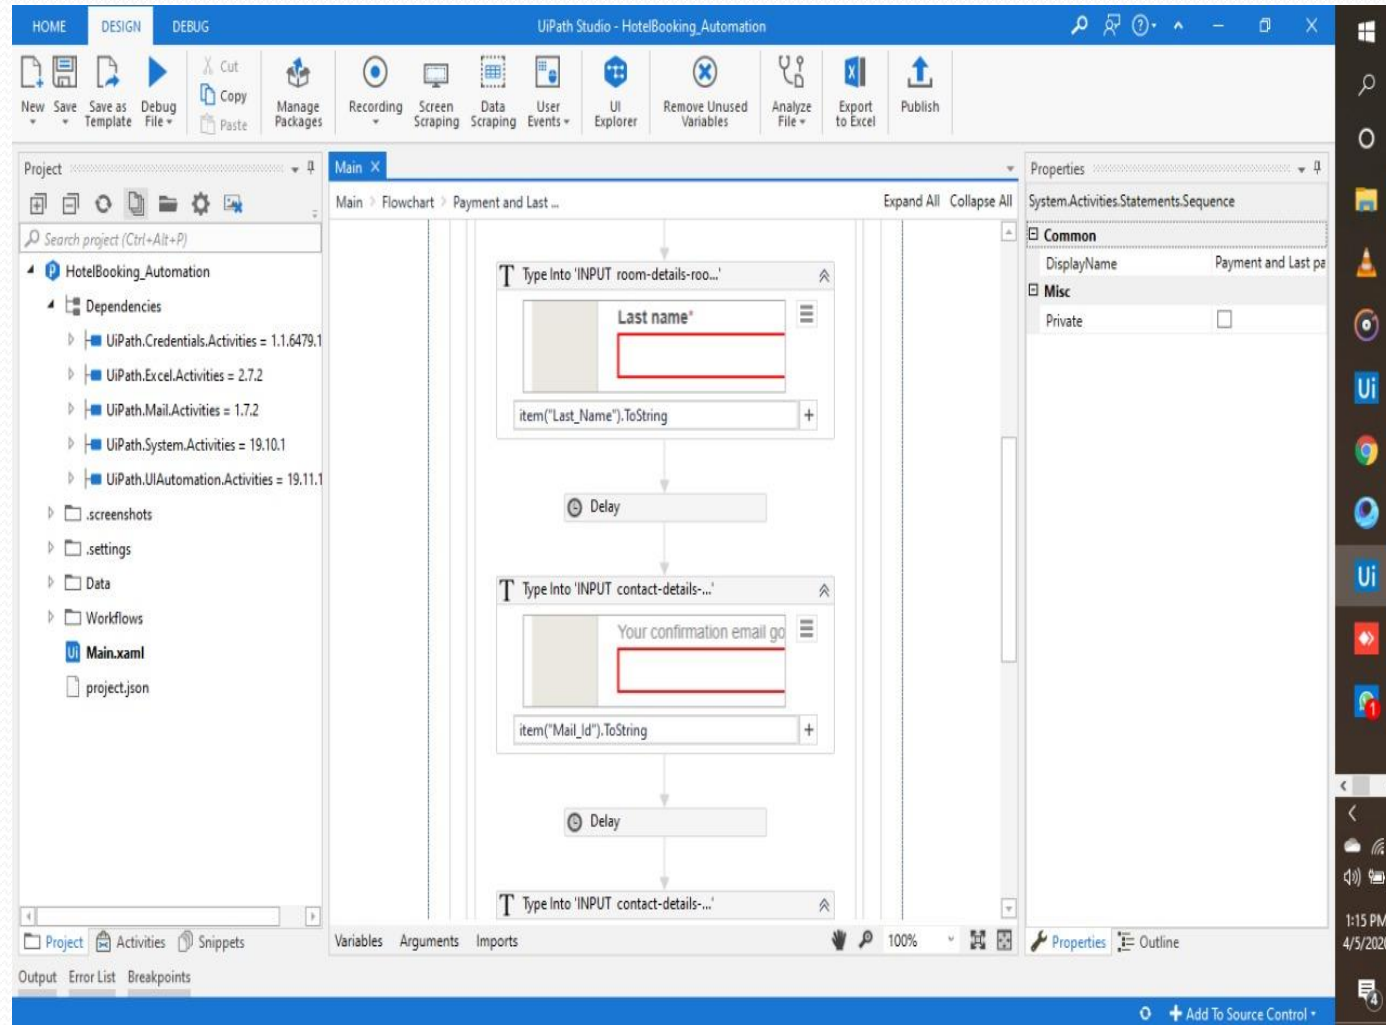 HOME DESIGN DEBUG UiPath Studio - HotelBooking_Automation
New Save Save as Template Debug File Cut Copy Paste Manage Packages Recording Screen Scraping Data Scraping User Events UI Explorer Remove Unused Variables Analyze File Export to Excel Publish
Project
Search project (Ctrl+Alt+P)
HotelBooking_Automation
Dependencies
UiPath.Credentials.Activities = 1.1.6479.1
UiPath.Excel.Activities = 2.7.2
UiPath.Mail.Activities = 1.7.2
UiPath.System.Activities = 19.10.1
UiPath.UIAutomation.Activities = 19.11.1
.screenshots
.settings
Data
Workflows
Main.xaml
project.json
Project Activities Snippets
Main
Main > Flowchart > Payment and Last ... Expand All Collapse All
Type Into 'INPUT room-details-roo...'
Last name*
item("Last_Name").ToString
Delay
Type Into 'INPUT contact-details-...'
Your confirmation email go
item("Mail_Id").ToString
Delay
Type Into 'INPUT contact-details-...'
Variables Arguments Imports 100%
Properties
System.Activities.Statements.Sequence
Common
DisplayName Payment and Last pa
Misc
Private
Properties Outline
Output Error List Breakpoints
Add To Source Control
Ui
Ui
1
1:15 PM
4/5/2020
4